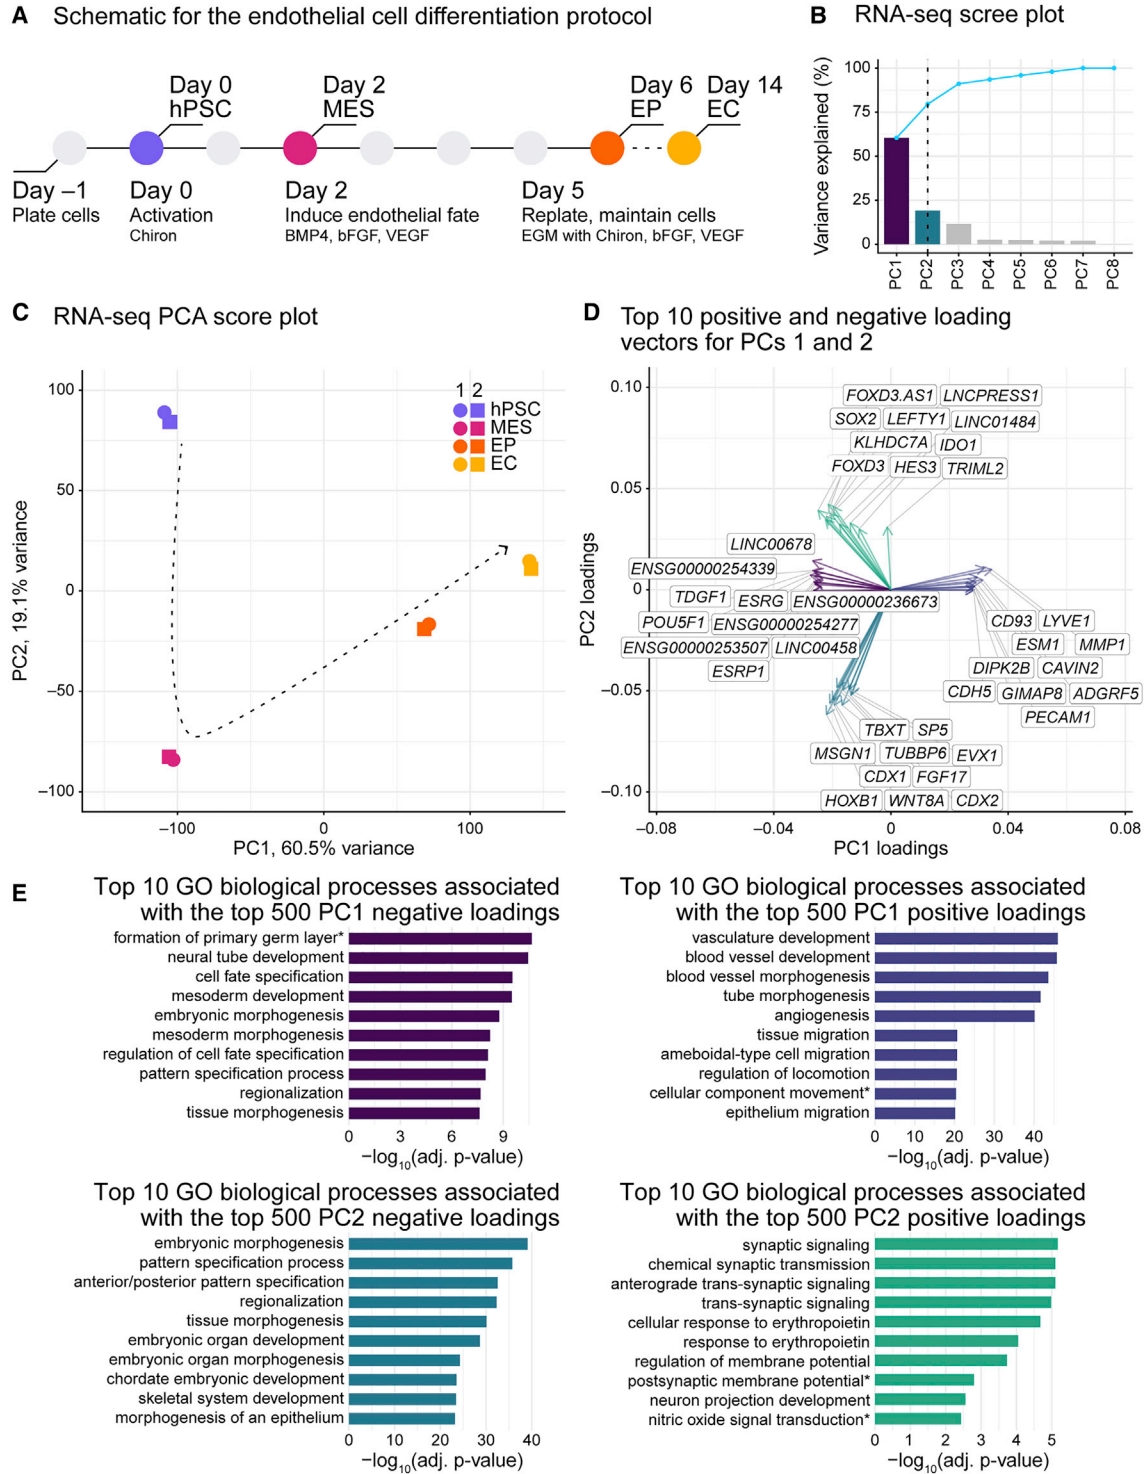 A Schematic for the endothelial cell differentiation protocol
Day 0
hPSC
Day 2
MES
Day 6
EP
Day 14
EC
Day –1
Plate cells
Day 0
Activation
Chiron
Day 2
Induce endothelial fate
BMP4, bFGF, VEGF
Day 5
Replate, maintain cells
EGM with Chiron, bFGF, VEGF
B RNA-seq scree plot
Variance explained (%)
100
75
50
25
0
PC1
PC2
PC3
PC4
PC5
PC6
PC7
PC8
C RNA-seq PCA score plot
PC2, 19.1% variance
100
50
0
–50
–100
1 2
hPSC
MES
EP
EC
–100 0 100
PC1, 60.5% variance
D Top 10 positive and negative loading
vectors for PCs 1 and 2
PC2 loadings
0.10
0.05
0
–0.05
–0.10
FOXD3.AS1 LNCPRESS1
SOX2 LEFTY1 LINC01484
KLHDC7A IDO1
FOXD3 HES3 TRIML2
LINC00678
ENSG00000254339
TDGF1 ESRG ENSG00000236673
POU5F1 ENSG00000254277
ENSG00000253507 LINC00458
ESRP1
CD93 LYVE1
ESM1 MMP1
DIPK2B CAVIN2
CDH5 GIMAP8 ADGRF5
PECAM1
TBXT SP5
MSGN1 TUBBP6 EVX1
CDX1 FGF17
HOXB1 WNT8A CDX2
–0.08 –0.04 0 0.04 0.08
PC1 loadings
E Top 10 GO biological processes associated
with the top 500 PC1 negative loadings
formation of primary germ layer*
neural tube development
cell fate specification
mesoderm development
embryonic morphogenesis
mesoderm morphogenesis
regulation of cell fate specification
pattern specification process
regionalization
tissue morphogenesis
0 3 6 9
−log10(adj. p-value)
Top 10 GO biological processes associated
with the top 500 PC1 positive loadings
vasculature development
blood vessel development
blood vessel morphogenesis
tube morphogenesis
angiogenesis
tissue migration
ameboidal-type cell migration
regulation of locomotion
cellular component movement*
epithelium migration
0 10 20 30 40
−log10(adj. p-value)
Top 10 GO biological processes associated
with the top 500 PC2 negative loadings
embryonic morphogenesis
pattern specification process
anterior/posterior pattern specification
regionalization
tissue morphogenesis
embryonic organ development
embryonic organ morphogenesis
chordate embryonic development
skeletal system development
morphogenesis of an epithelium
0 10 20 30 40
−log10(adj. p-value)
Top 10 GO biological processes associated
with the top 500 PC2 positive loadings
synaptic signaling
chemical synaptic transmission
anterograde trans-synaptic signaling
trans-synaptic signaling
cellular response to erythropoietin
response to erythropoietin
regulation of membrane potential
postsynaptic membrane potential*
neuron projection development
nitric oxide signal transduction*
0 1 2 3 4 5
−log10(adj. p-value)